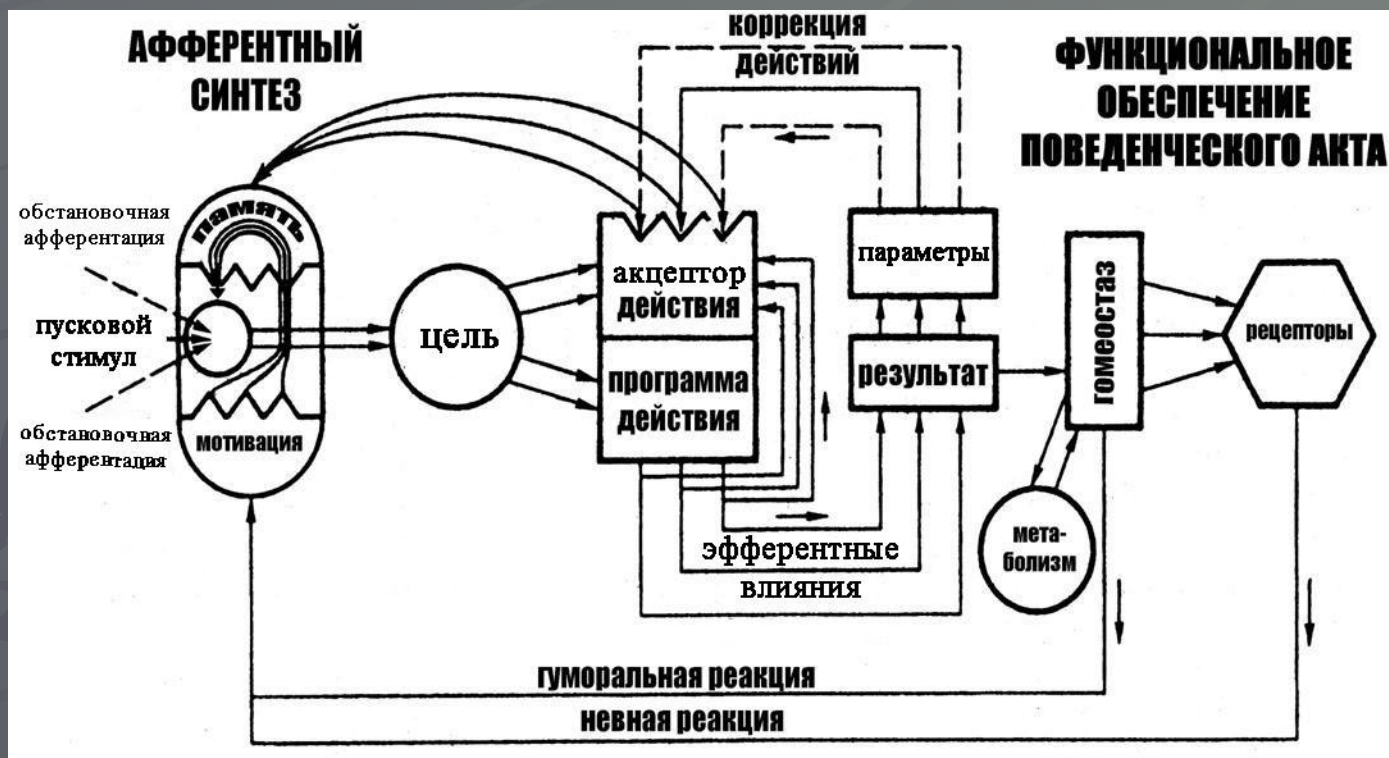 АФФЕРЕНТНЫЙ
СИНТЕЗ
коррекция
действий
ФУНКЦИОНАЛЬНОЕ
ОБЕСПЕЧЕНИЕ
ПОВЕДЕНЧЕСКОГО АКТА
обстановочная
афферентация
память
пусковой
стимул
обстановочная
афферентация
мотивация
цель
акцептор
действия
программа
действия
параметры
результат
гомеостаз
рецепторы
мета-
болизм
эфферентные
влияния
гуморальная реакция
невная реакция